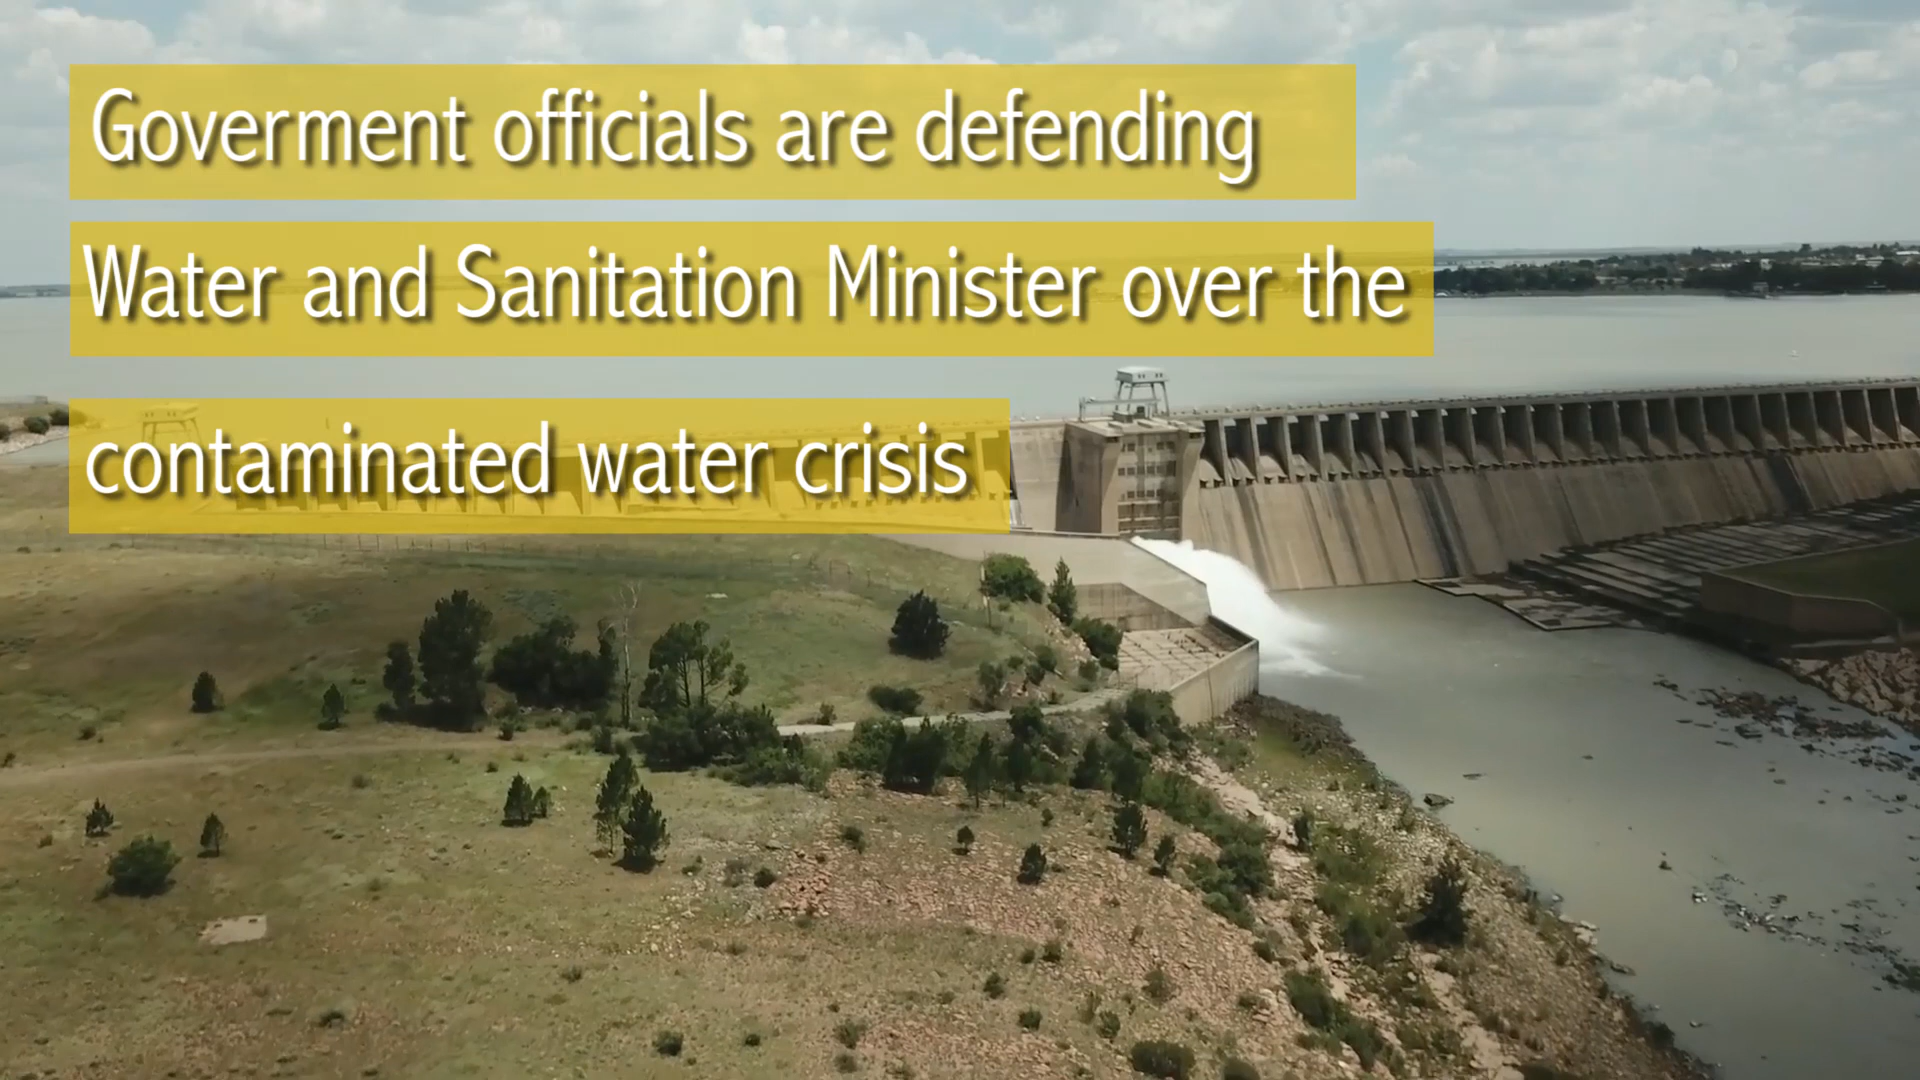 Goverment officials are defending
Water and Sanitation Minister over the
contaminated water crisis